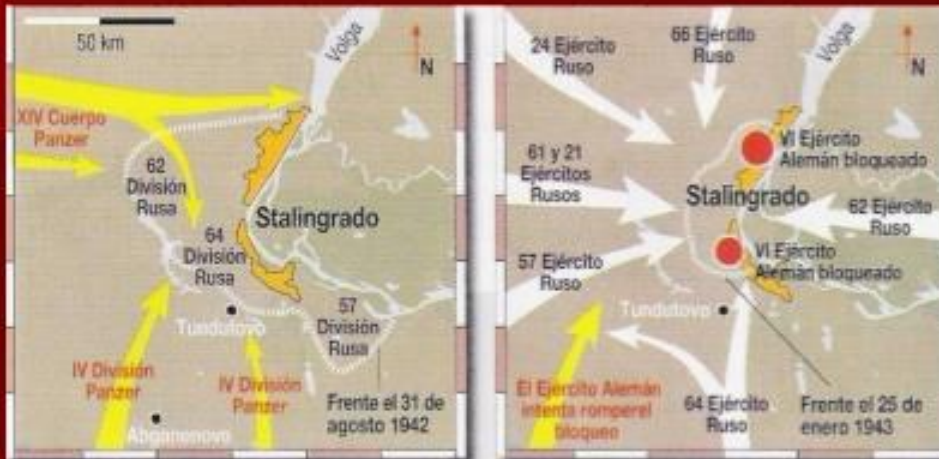 50 km
Volga
N
XIV Cuerpo
Panzer
62
División
Rusa
Stalingrado
64
División
Rusa
Tundutovo
57
División
Rusa
IV División
Panzer
IV División
Panzer
Abganerovo
Frente el 31 de
agosto 1942
24 Ejército
Ruso
66 Ejército
Ruso
Volga
N
VI Ejército
Alemán bloqueado
61 y 21
Ejércitos
Rusos
Stalingrado
62 Ejército
Ruso
57 Ejército
Ruso
VI Ejército
Alemán bloqueado
Tundutovo
El Ejército Alemán
intenta romperel
bloqueo
64 Ejército
Ruso
Frente el 25 de
enero 1943